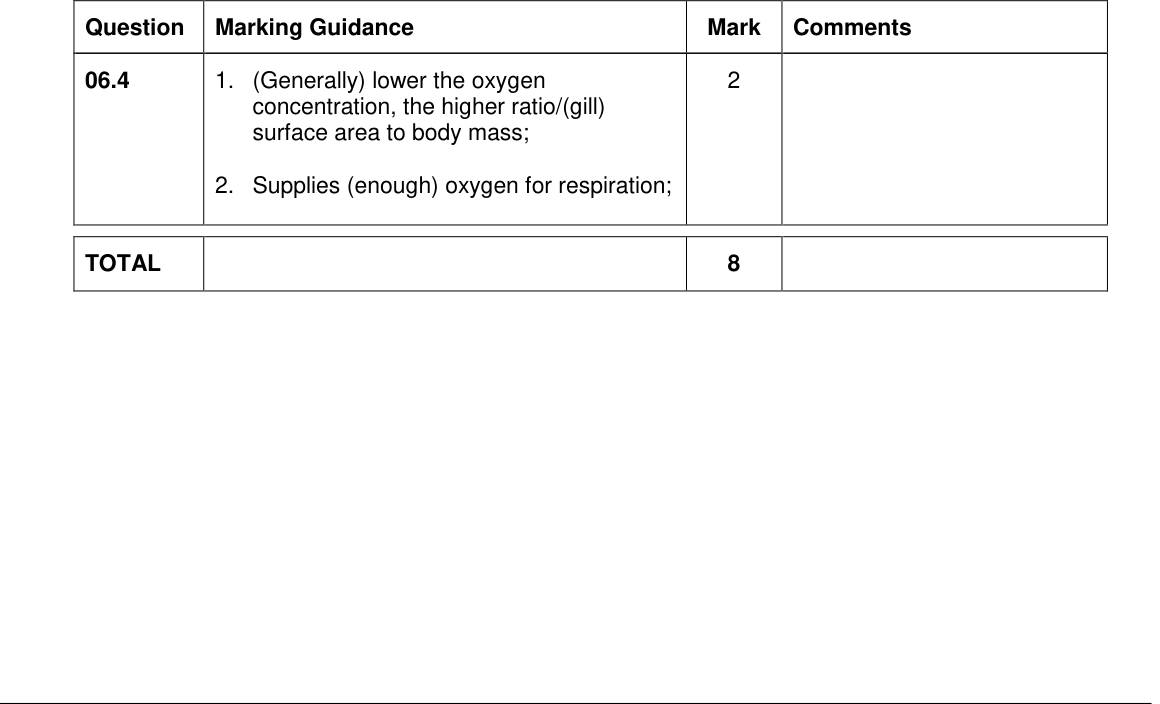 Question Marking Guidance Mark Comments
06.4 1. (Generally) lower the oxygen 2
concentration, the higher ratio/(gill)
surface area to body mass;
2. Supplies (enough) oxygen for respiration;
TOTAL 8